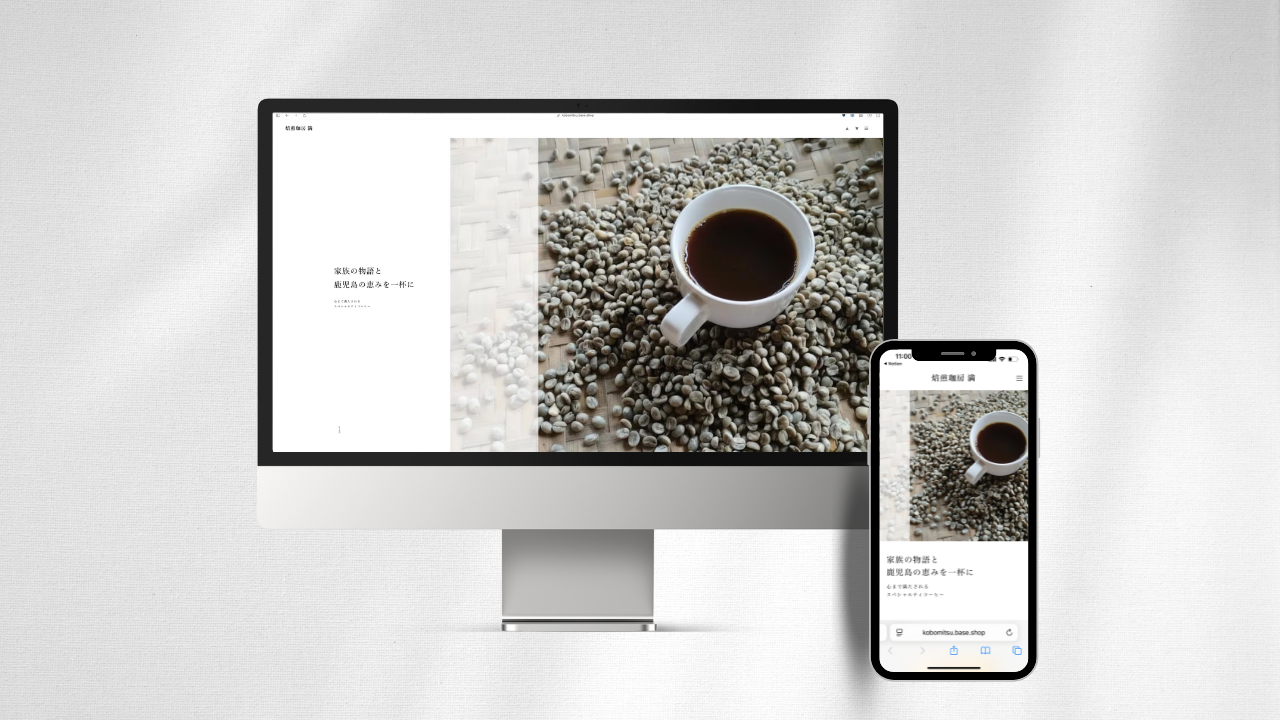 kobomitsu.base.shop
焙煎珈房 満
家族の物語と
鹿児島の恵みを一杯に
心まで満たされる
スペシャルティコーヒー
11:00
焙煎珈房 満
家族の物語と
鹿児島の恵みを一杯に
心まで満たされる
スペシャルティコーヒー
kobomitsu.base.shop